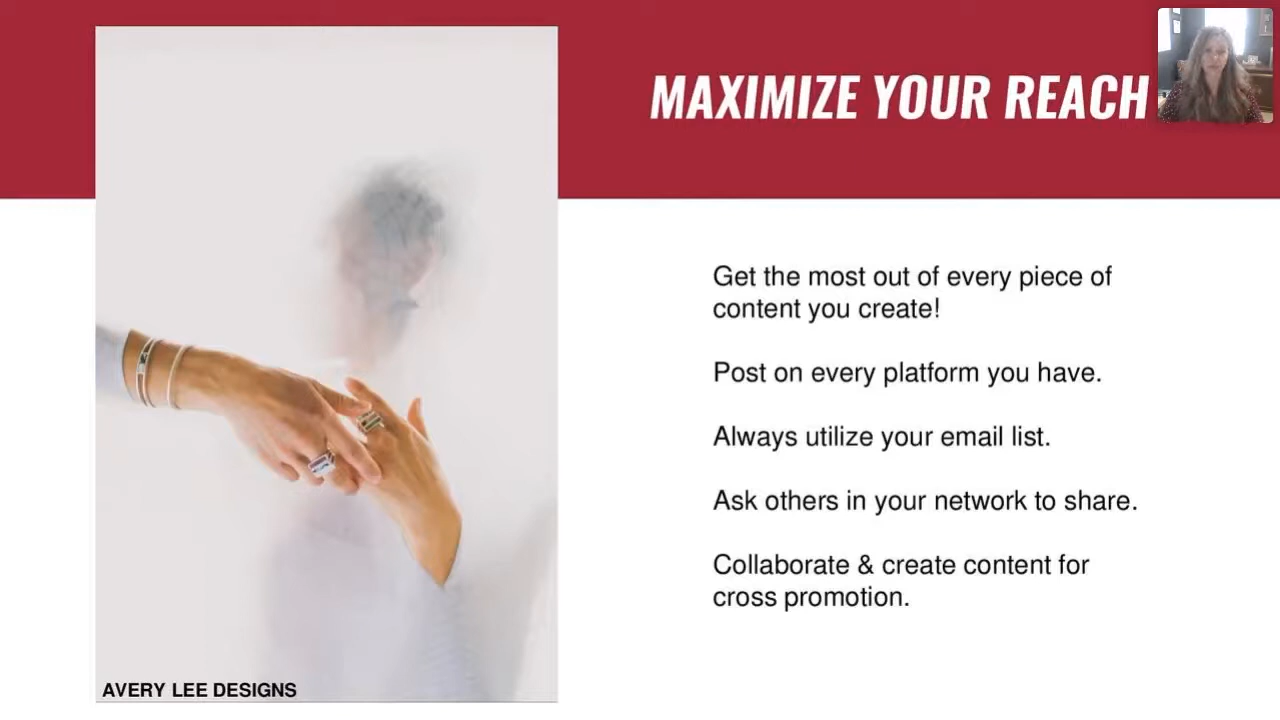 MAXIMIZE YOUR REACH
Get the most out of every piece of
content you create!
Post on every platform you have.
Always utilize your email list.
Ask others in your network to share.
Collaborate & create content for
cross promotion.
AVERY LEE DESIGNS